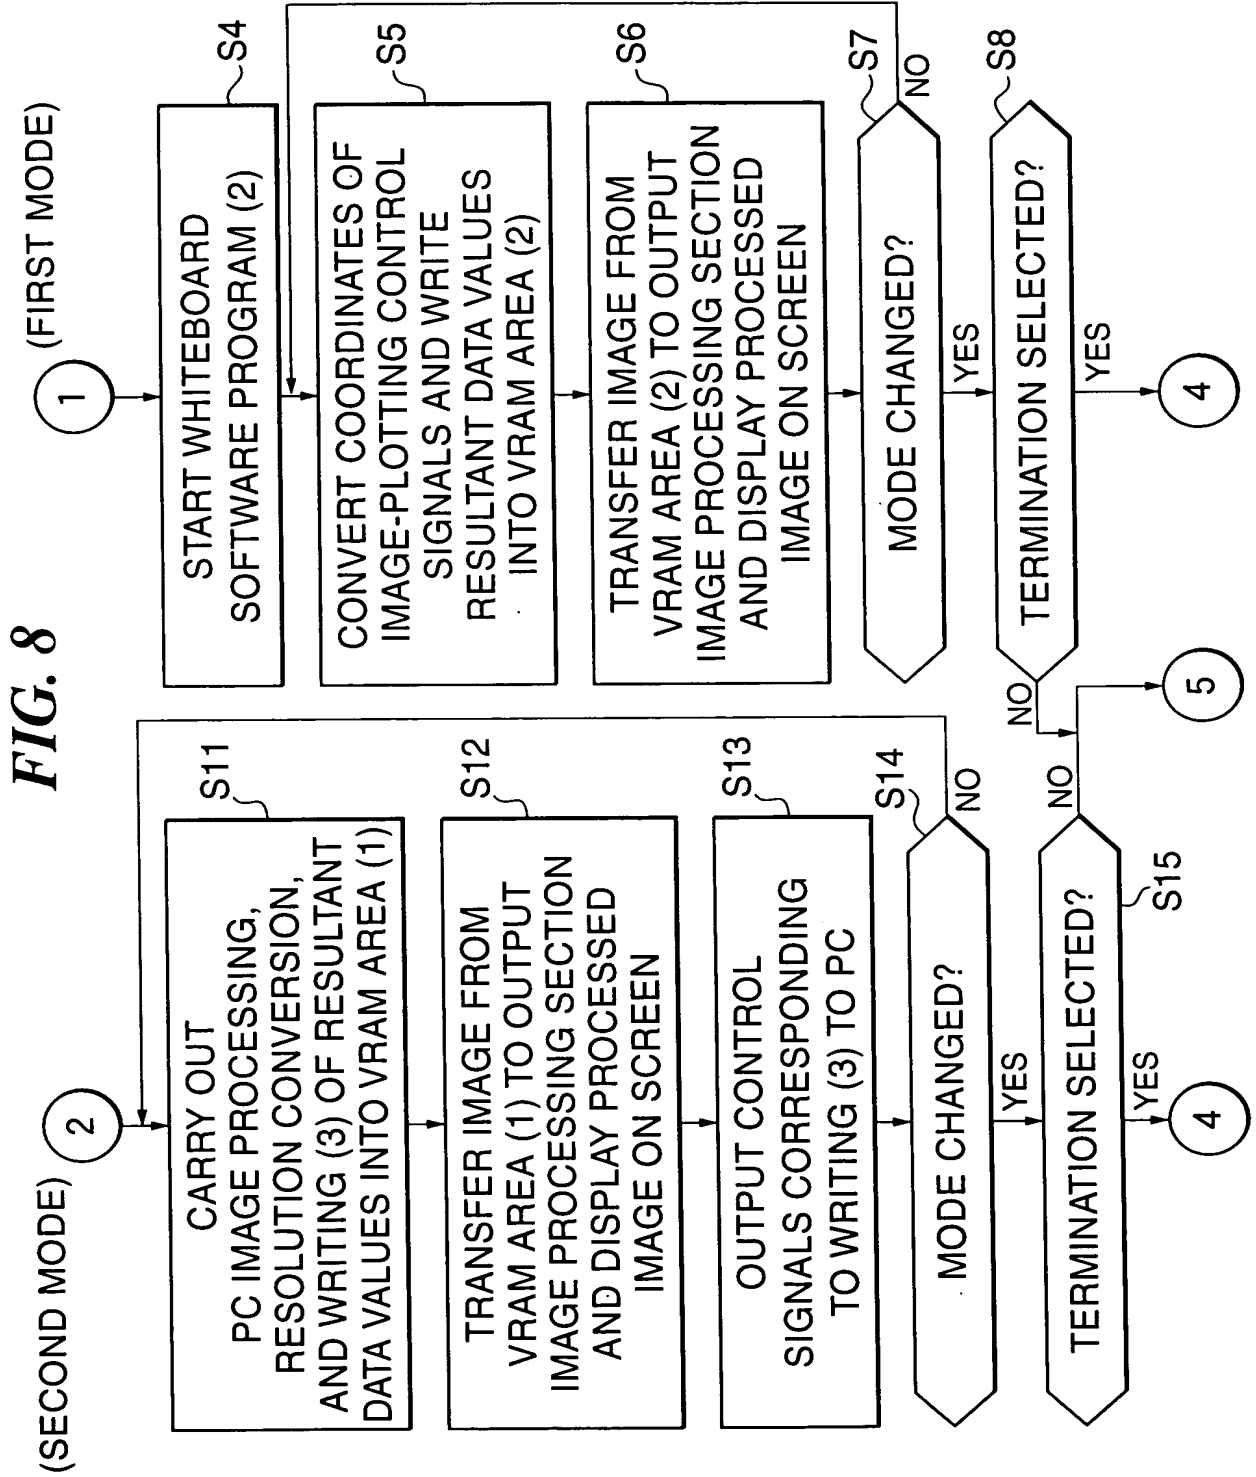 FIG. 8
(FIRST MODE)
1
START WHITEBOARD
SOFTWARE PROGRAM (2)
S4
CONVERT COORDINATES OF
IMAGE-PLOTTING CONTROL
SIGNALS AND WRITE
RESULTANT DATA VALUES
INTO VRAM AREA (2)
S5
TRANSFER IMAGE FROM
VRAM AREA (2) TO OUTPUT
IMAGE PROCESSING SECTION
AND DISPLAY PROCESSED
IMAGE ON SCREEN
S6
MODE CHANGED?
S7
NO
YES
TERMINATION SELECTED?
S8
NO
YES
4
5
(SECOND MODE)
2
CARRY OUT
PC IMAGE PROCESSING,
RESOLUTION CONVERSION,
AND WRITING (3) OF RESULTANT
DATA VALUES INTO VRAM AREA (1)
S11
TRANSFER IMAGE FROM
VRAM AREA (1) TO OUTPUT
IMAGE PROCESSING SECTION
AND DISPLAY PROCESSED
IMAGE ON SCREEN
S12
OUTPUT CONTROL
SIGNALS CORRESPONDING
TO WRITING (3) TO PC
S13
MODE CHANGED?
S14
NO
YES
TERMINATION SELECTED?
S15
NO
YES
4